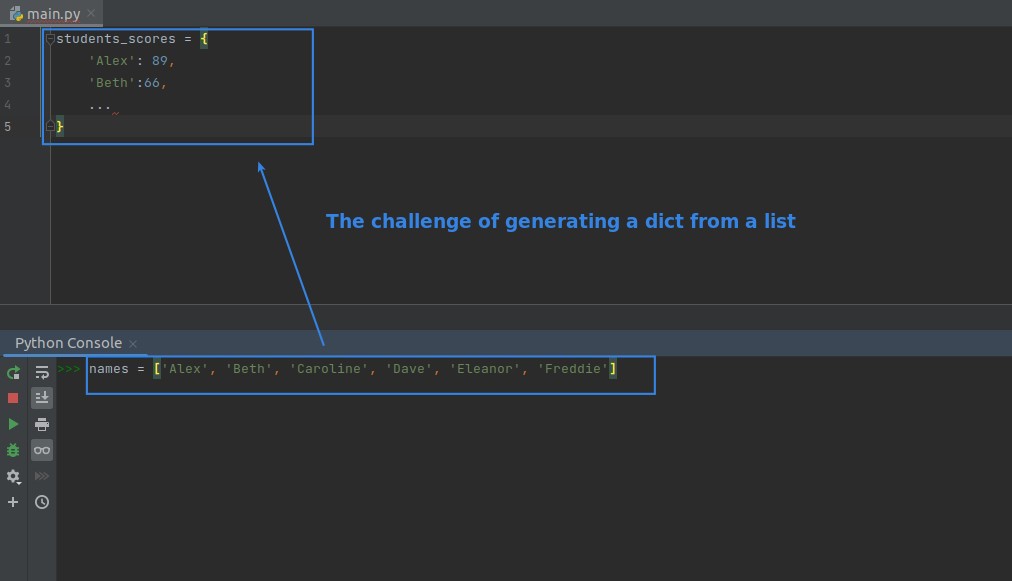 main.py
1 students_scores = {
2 'Alex': 89,
3 'Beth':66,
4 ...
5 }
The challenge of generating a dict from a list
Python Console
>>> names = ['Alex', 'Beth', 'Caroline', 'Dave', 'Eleanor', 'Freddie']